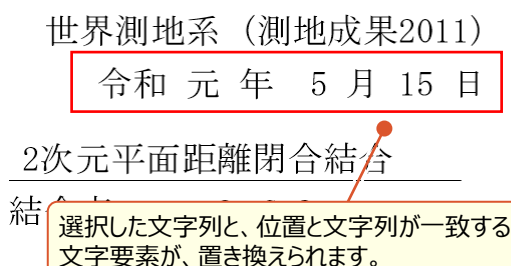 世界測地系（測地成果2011）
令和 元 年 5 月 15 日
2次元平面距離閉合結合
結
選択した文字列と、位置と文字列が一致する
文字要素が、置き換えられます。